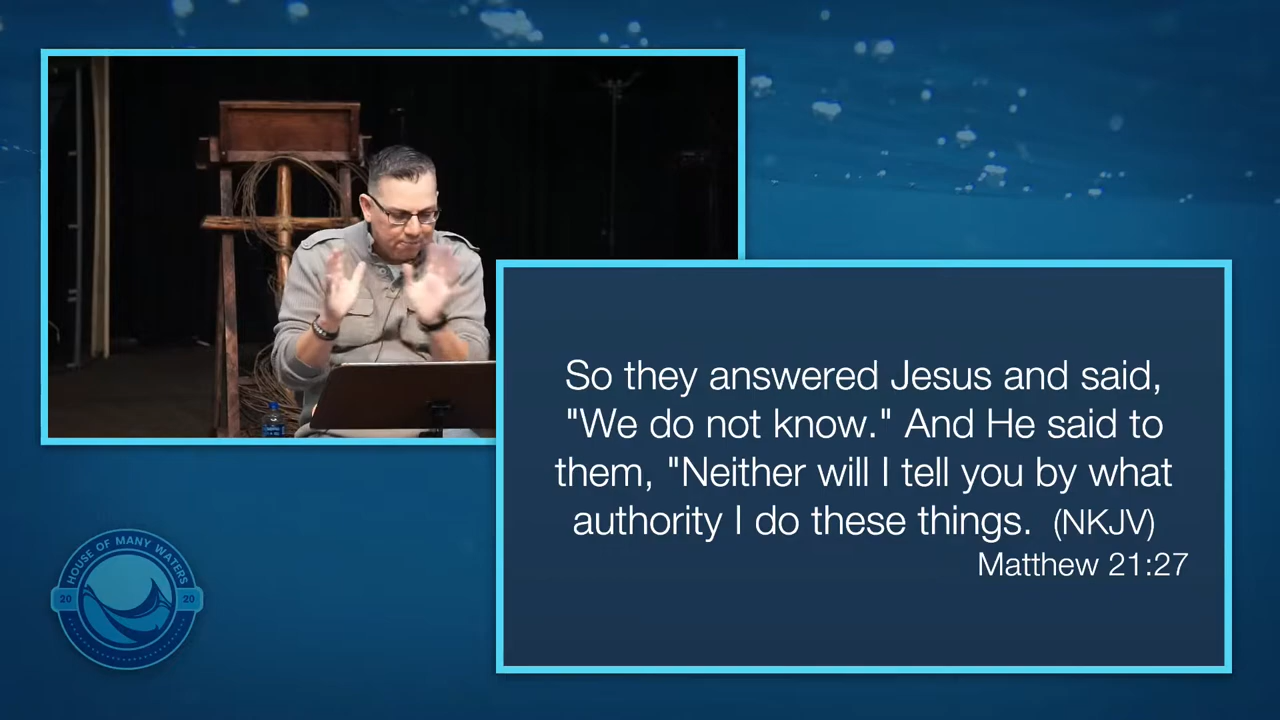 So they answered Jesus and said,
"We do not know." And He said to
them, "Neither will I tell you by what
authority I do these things. (NKJV)
Matthew 21:27
HOUSE OF MANY WATERS
20 20